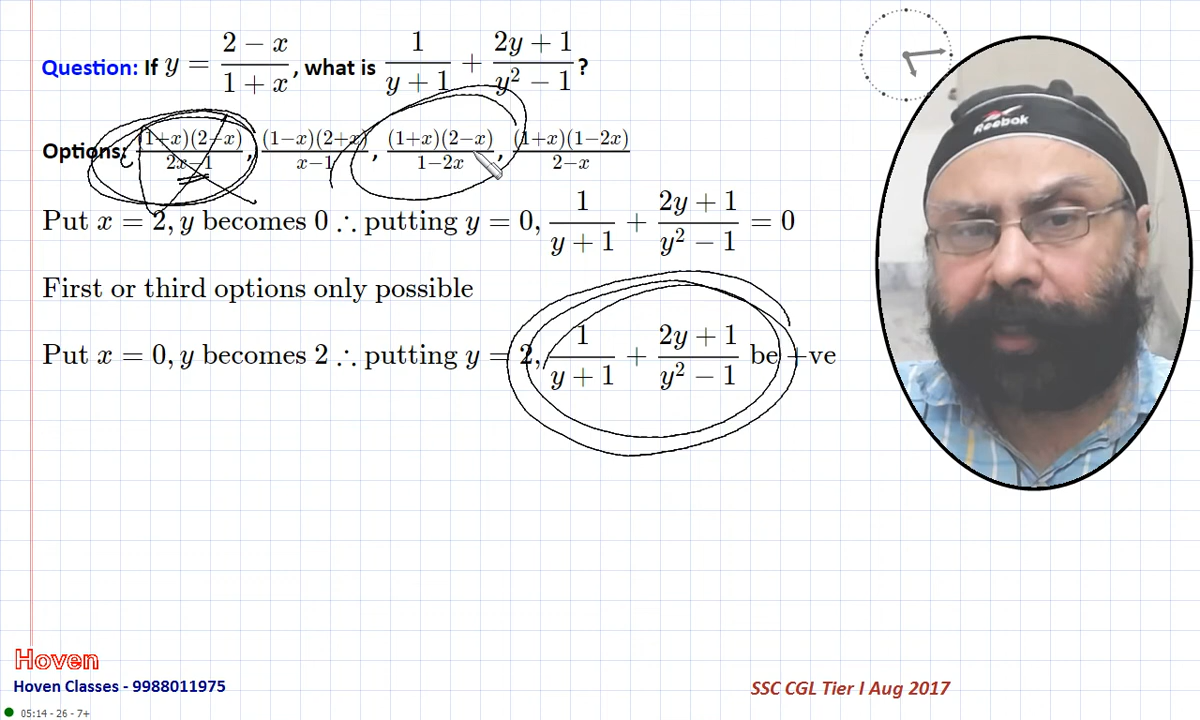 Question: If y = (2 − x)/(1 + x), what is 1/(y + 1) + (2y + 1)/(y² − 1)?
Options: (1+x)(2−x)/(2x−1), (1−x)(2+x)/(x−1), (1+x)(2−x)/(1−2x), (1+x)(1−2x)/(2−x)
Put x = 2, y becomes 0 ∴ putting y = 0, 1/(y + 1) + (2y + 1)/(y² − 1) = 0
First or third options only possible
Put x = 0, y becomes 2 ∴ putting y = 2, 1/(y + 1) + (2y + 1)/(y² − 1) be +ve
Reebok
Hoven
Hoven Classes - 9988011975
SSC CGL Tier I Aug 2017
05:14 - 26 - 7+